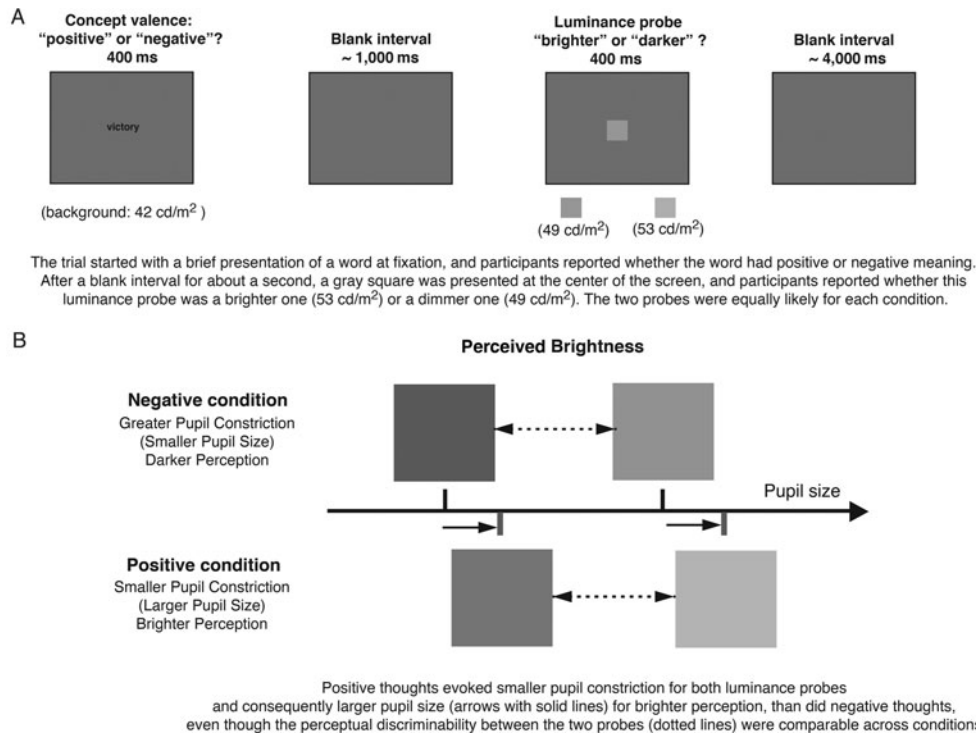 A
Concept valence:
“positive” or “negative”?
400 ms
Blank interval
~ 1,000 ms
Luminance probe
“brighter” or “darker” ?
400 ms
Blank interval
~ 4,000 ms
victory
(background: 42 cd/m2 )
(49 cd/m2)
(53 cd/m2)
The trial started with a brief presentation of a word at fixation, and participants reported whether the word had positive or negative meaning.
After a blank interval for about a second, a gray square was presented at the center of the screen, and participants reported whether this
luminance probe was a brighter one (53 cd/m2) or a dimmer one (49 cd/m2). The two probes were equally likely for each condition.
B
Perceived Brightness
Negative condition
Greater Pupil Constriction
(Smaller Pupil Size)
Darker Perception
Pupil size
Positive condition
Smaller Pupil Constriction
(Larger Pupil Size)
Brighter Perception
Positive thoughts evoked smaller pupil constriction for both luminance probes
and consequently larger pupil size (arrows with solid lines) for brighter perception, than did negative thoughts,
even though the perceptual discriminability between the two probes (dotted lines) were comparable across conditions